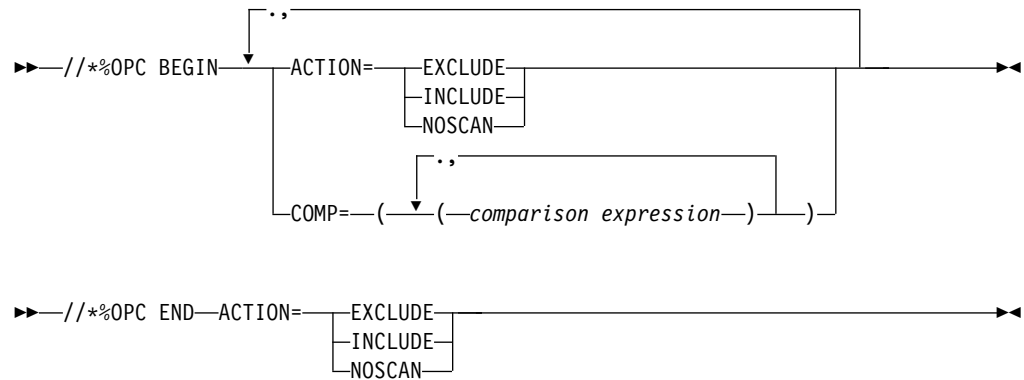 .,
//*%OPC BEGIN ACTION= EXCLUDE
INCLUDE
NOSCAN
.,
COMP= ( ( comparison expression ) )
//*%OPC END ACTION= EXCLUDE
INCLUDE
NOSCAN